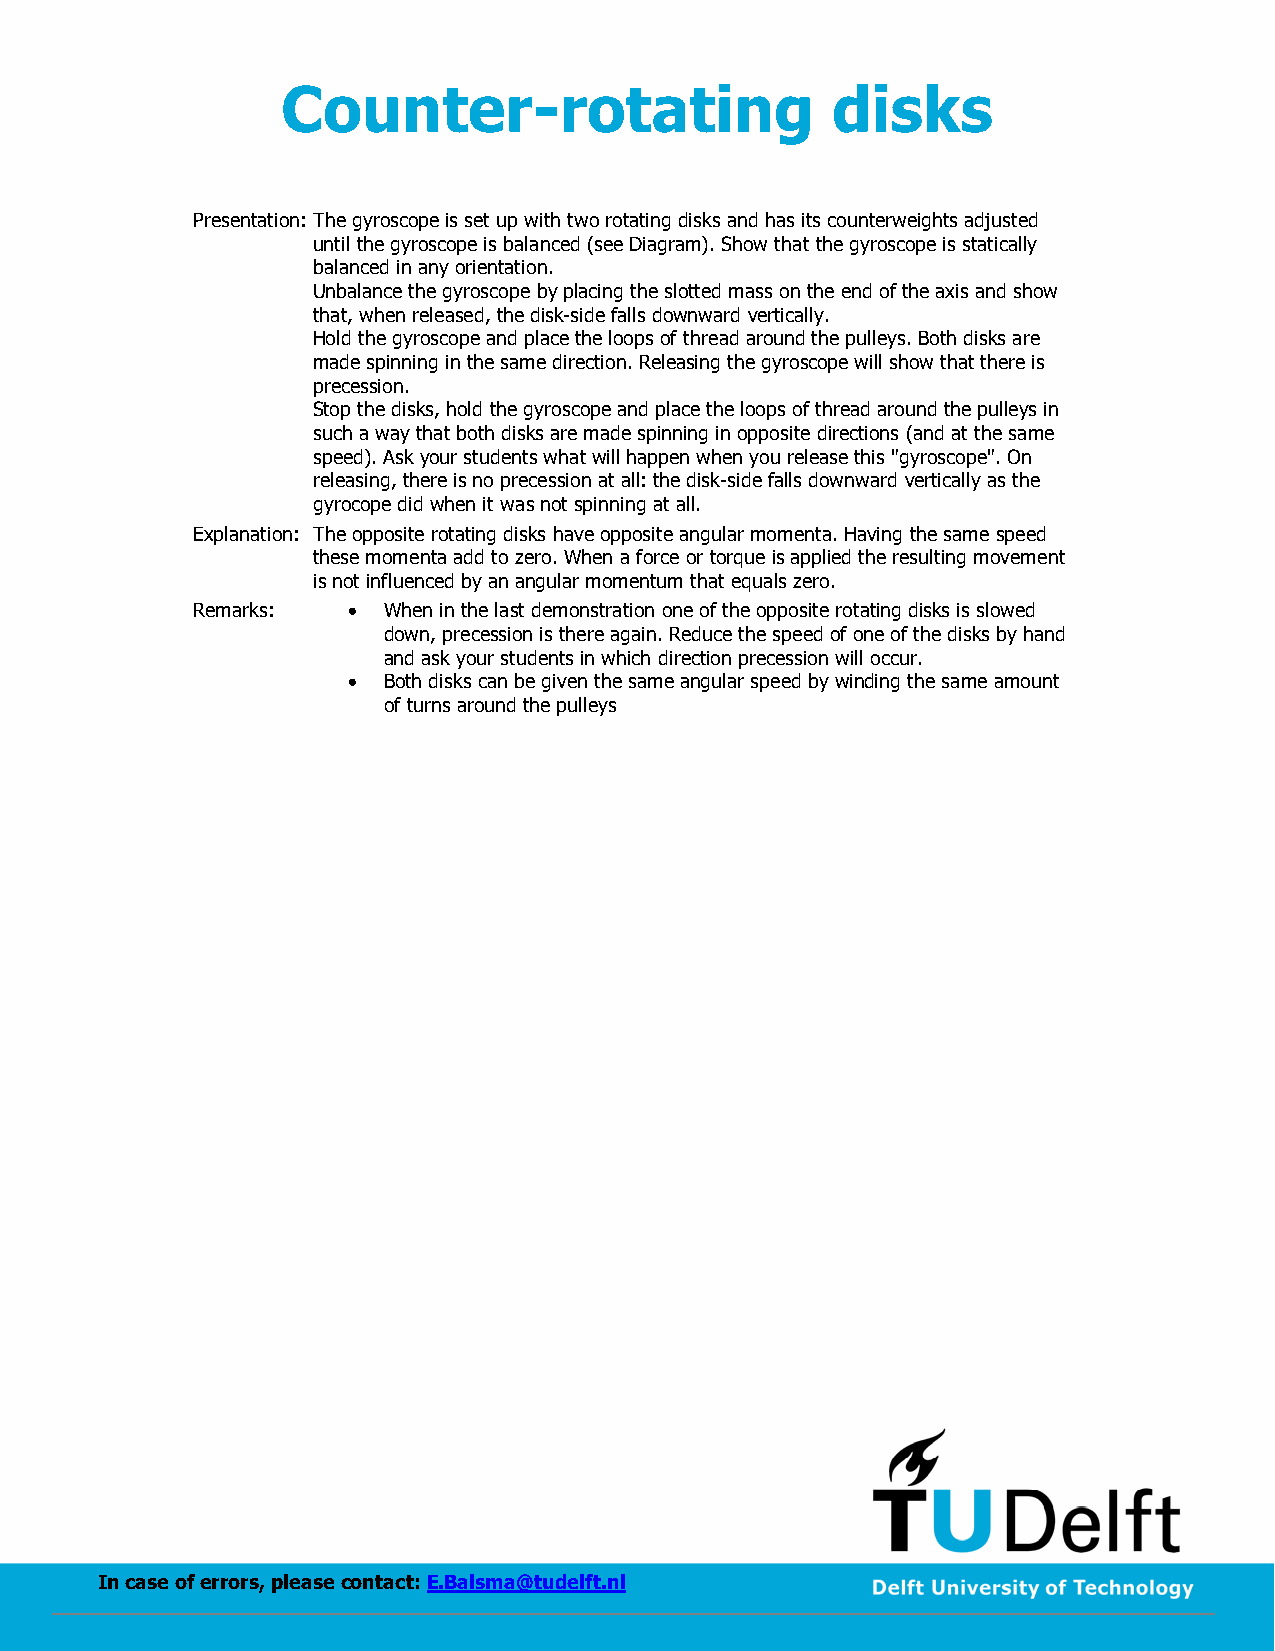 Counter-rotating disks
Presentation: The gyroscope is set up with two rotating disks and has its counterweights adjusted
until the gyroscope is balanced (see Diagram). Show that the gyroscope is statically
balanced in any orientation.
Unbalance the gyroscope by placing the slotted mass on the end of the axis and show
that, when released, the disk-side falls downward vertically.
Hold the gyroscope and place the loops of thread around the pulleys. Both disks are
made spinning in the same direction. Releasing the gyroscope will show that there is
precession.
Stop the disks, hold the gyroscope and place the loops of thread around the pulleys in
such a way that both disks are made spinning in opposite directions (and at the same
speed). Ask your students what will happen when you release this "gyroscope". On
releasing, there is no precession at all: the disk-side falls downward vertically as the
gyrocope did when it was not spinning at all.
Explanation: The opposite rotating disks have opposite angular momenta. Having the same speed
these momenta add to zero. When a force or torque is applied the resulting movement
is not influenced by an angular momentum that equals zero.
Remarks: • When in the last demonstration one of the opposite rotating disks is slowed
down, precession is there again. Reduce the speed of one of the disks by hand
and ask your students in which direction precession will occur.
• Both disks can be given the same angular speed by winding the same amount
of turns around the pulleys
TUDelft
In case of errors, please contact: E.Balsma@tudelft.nl
Delft University of Technology